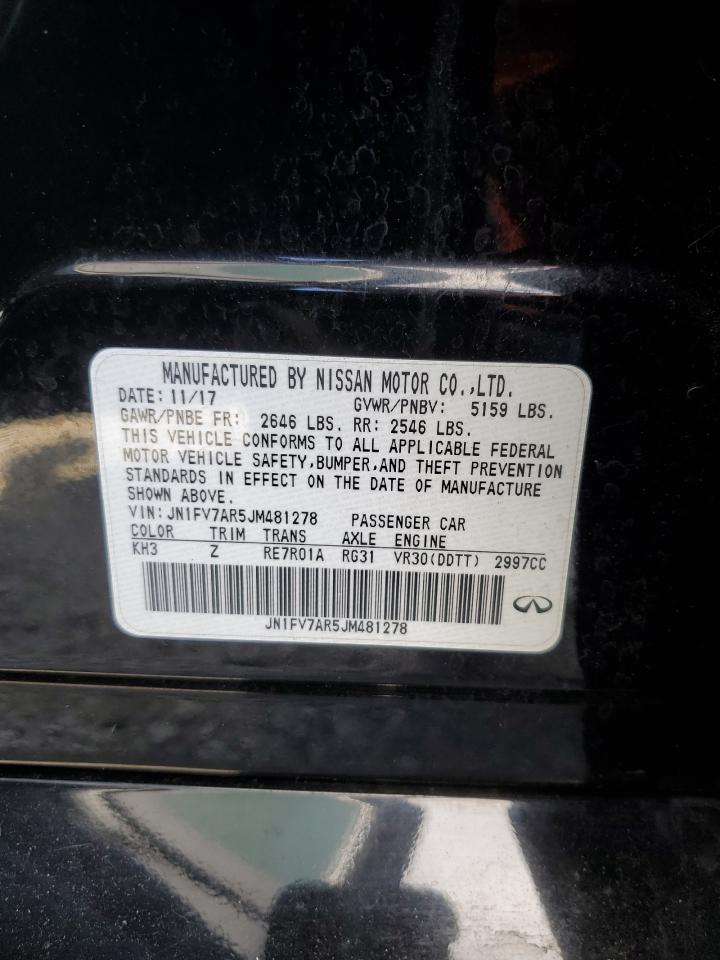 MANUFACTURED BY NISSAN MOTOR CO.,LTD.
DATE: 11/17 GVWR/PNBV: 5159 LBS.
GAWR/PNBE FR: 2646 LBS. RR: 2546 LBS.
THIS VEHICLE CONFORMS TO ALL APPLICABLE FEDERAL
MOTOR VEHICLE SAFETY,BUMPER,AND THEFT PREVENTION
STANDARDS IN EFFECT ON THE DATE OF MANUFACTURE
SHOWN ABOVE.
VIN: JN1FV7AR5JM481278 PASSENGER CAR
COLOR TRIM TRANS AXLE ENGINE
KH3 Z RE7R01A RG31 VR30(DDTT) 2997CC
JN1FV7AR5JM481278